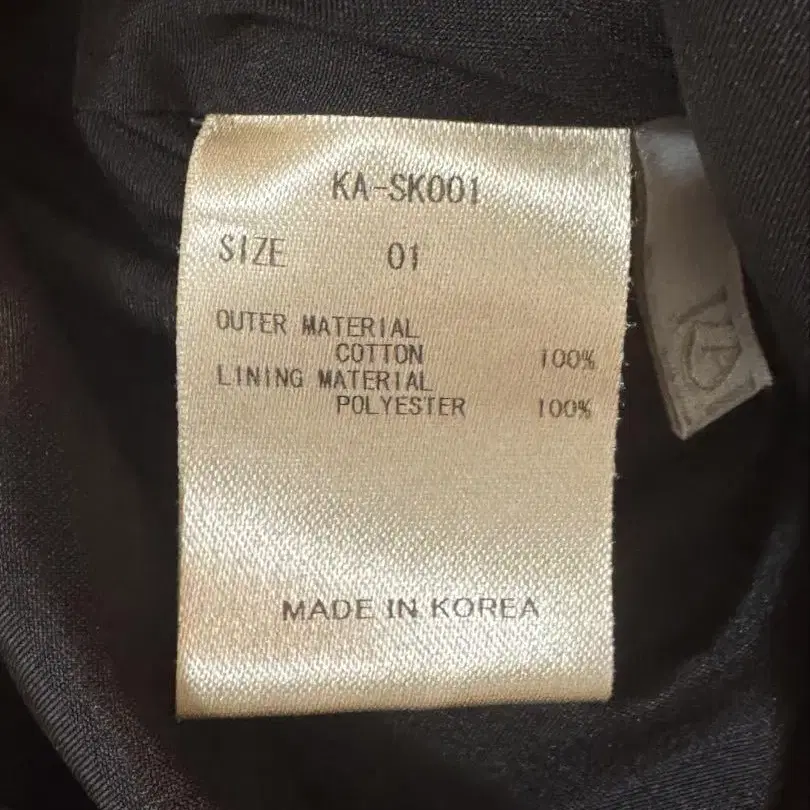 KA-SK001
SIZE 01
OUTER MATERIAL
COTTON 100%
LINING MATERIAL
POLYESTER 100%
MADE IN KOREA